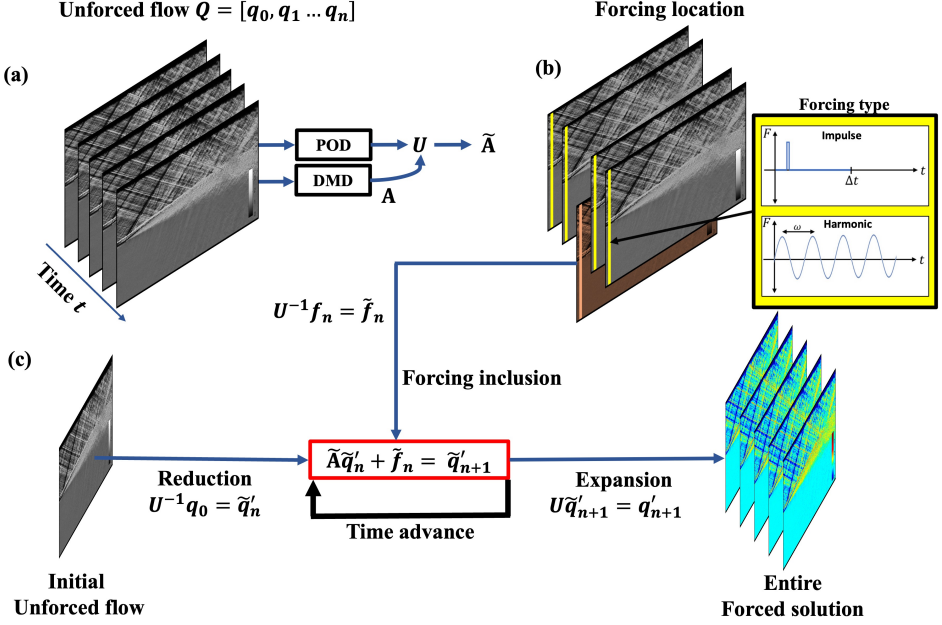 Unforced flow Q = [q₀, q₁ … qₙ]
(a)
POD
U
Ã
DMD
A
Time t
Forcing location
(b)
Forcing type
F
Impulse
t
Δt
F
Harmonic
ω
t
U⁻¹fₙ = f̃ₙ
Forcing inclusion
(c)
Ãq̃′ₙ + f̃ₙ = q̃′ₙ₊₁
Reduction
U⁻¹q₀ = q̃′ₙ
Time advance
Expansion
Uq̃′ₙ₊₁ = q′ₙ₊₁
Initial
Unforced flow
Entire
Forced solution